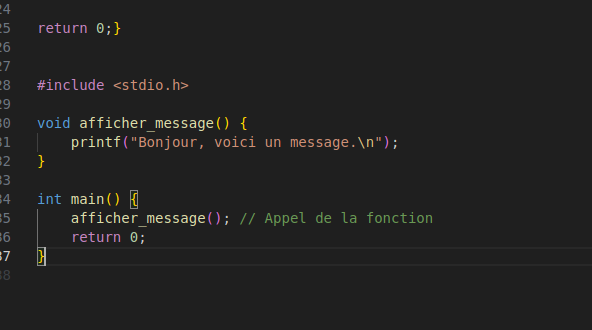 24
25 return 0;}
26
27
28 #include <stdio.h>
29
30 void afficher_message() {
31 printf("Bonjour, voici un message.\n");
32 }
33
34 int main() {
35 afficher_message(); // Appel de la fonction
36 return 0;
37 }
38